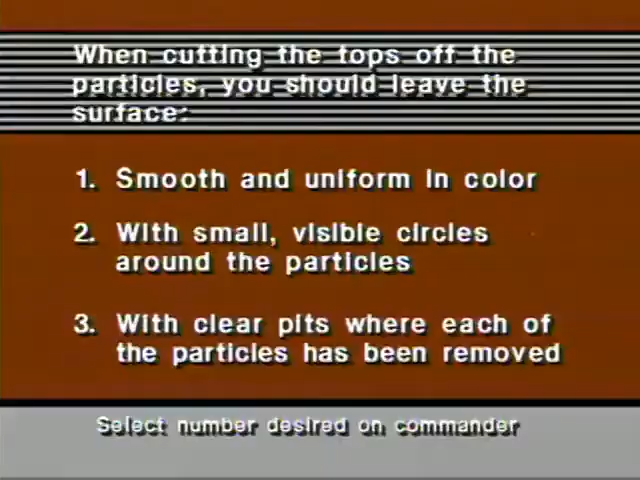 When cutting the tops off the
particles, you should leave the
surface:
1. Smooth and uniform in color
2. With small, visible circles
around the particles
3. With clear pits where each of
the particles has been removed
Select number desired on commander